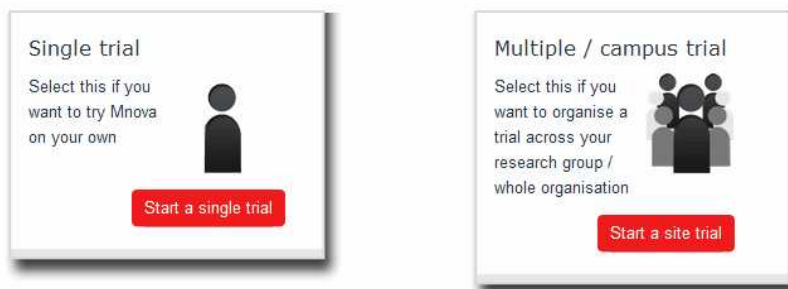 Single trial
Select this if you
want to try Mnova
on your own
Start a single trial
Multiple / campus trial
Select this if you
want to organise a
trial across your
research group /
whole organisation
Start a site trial